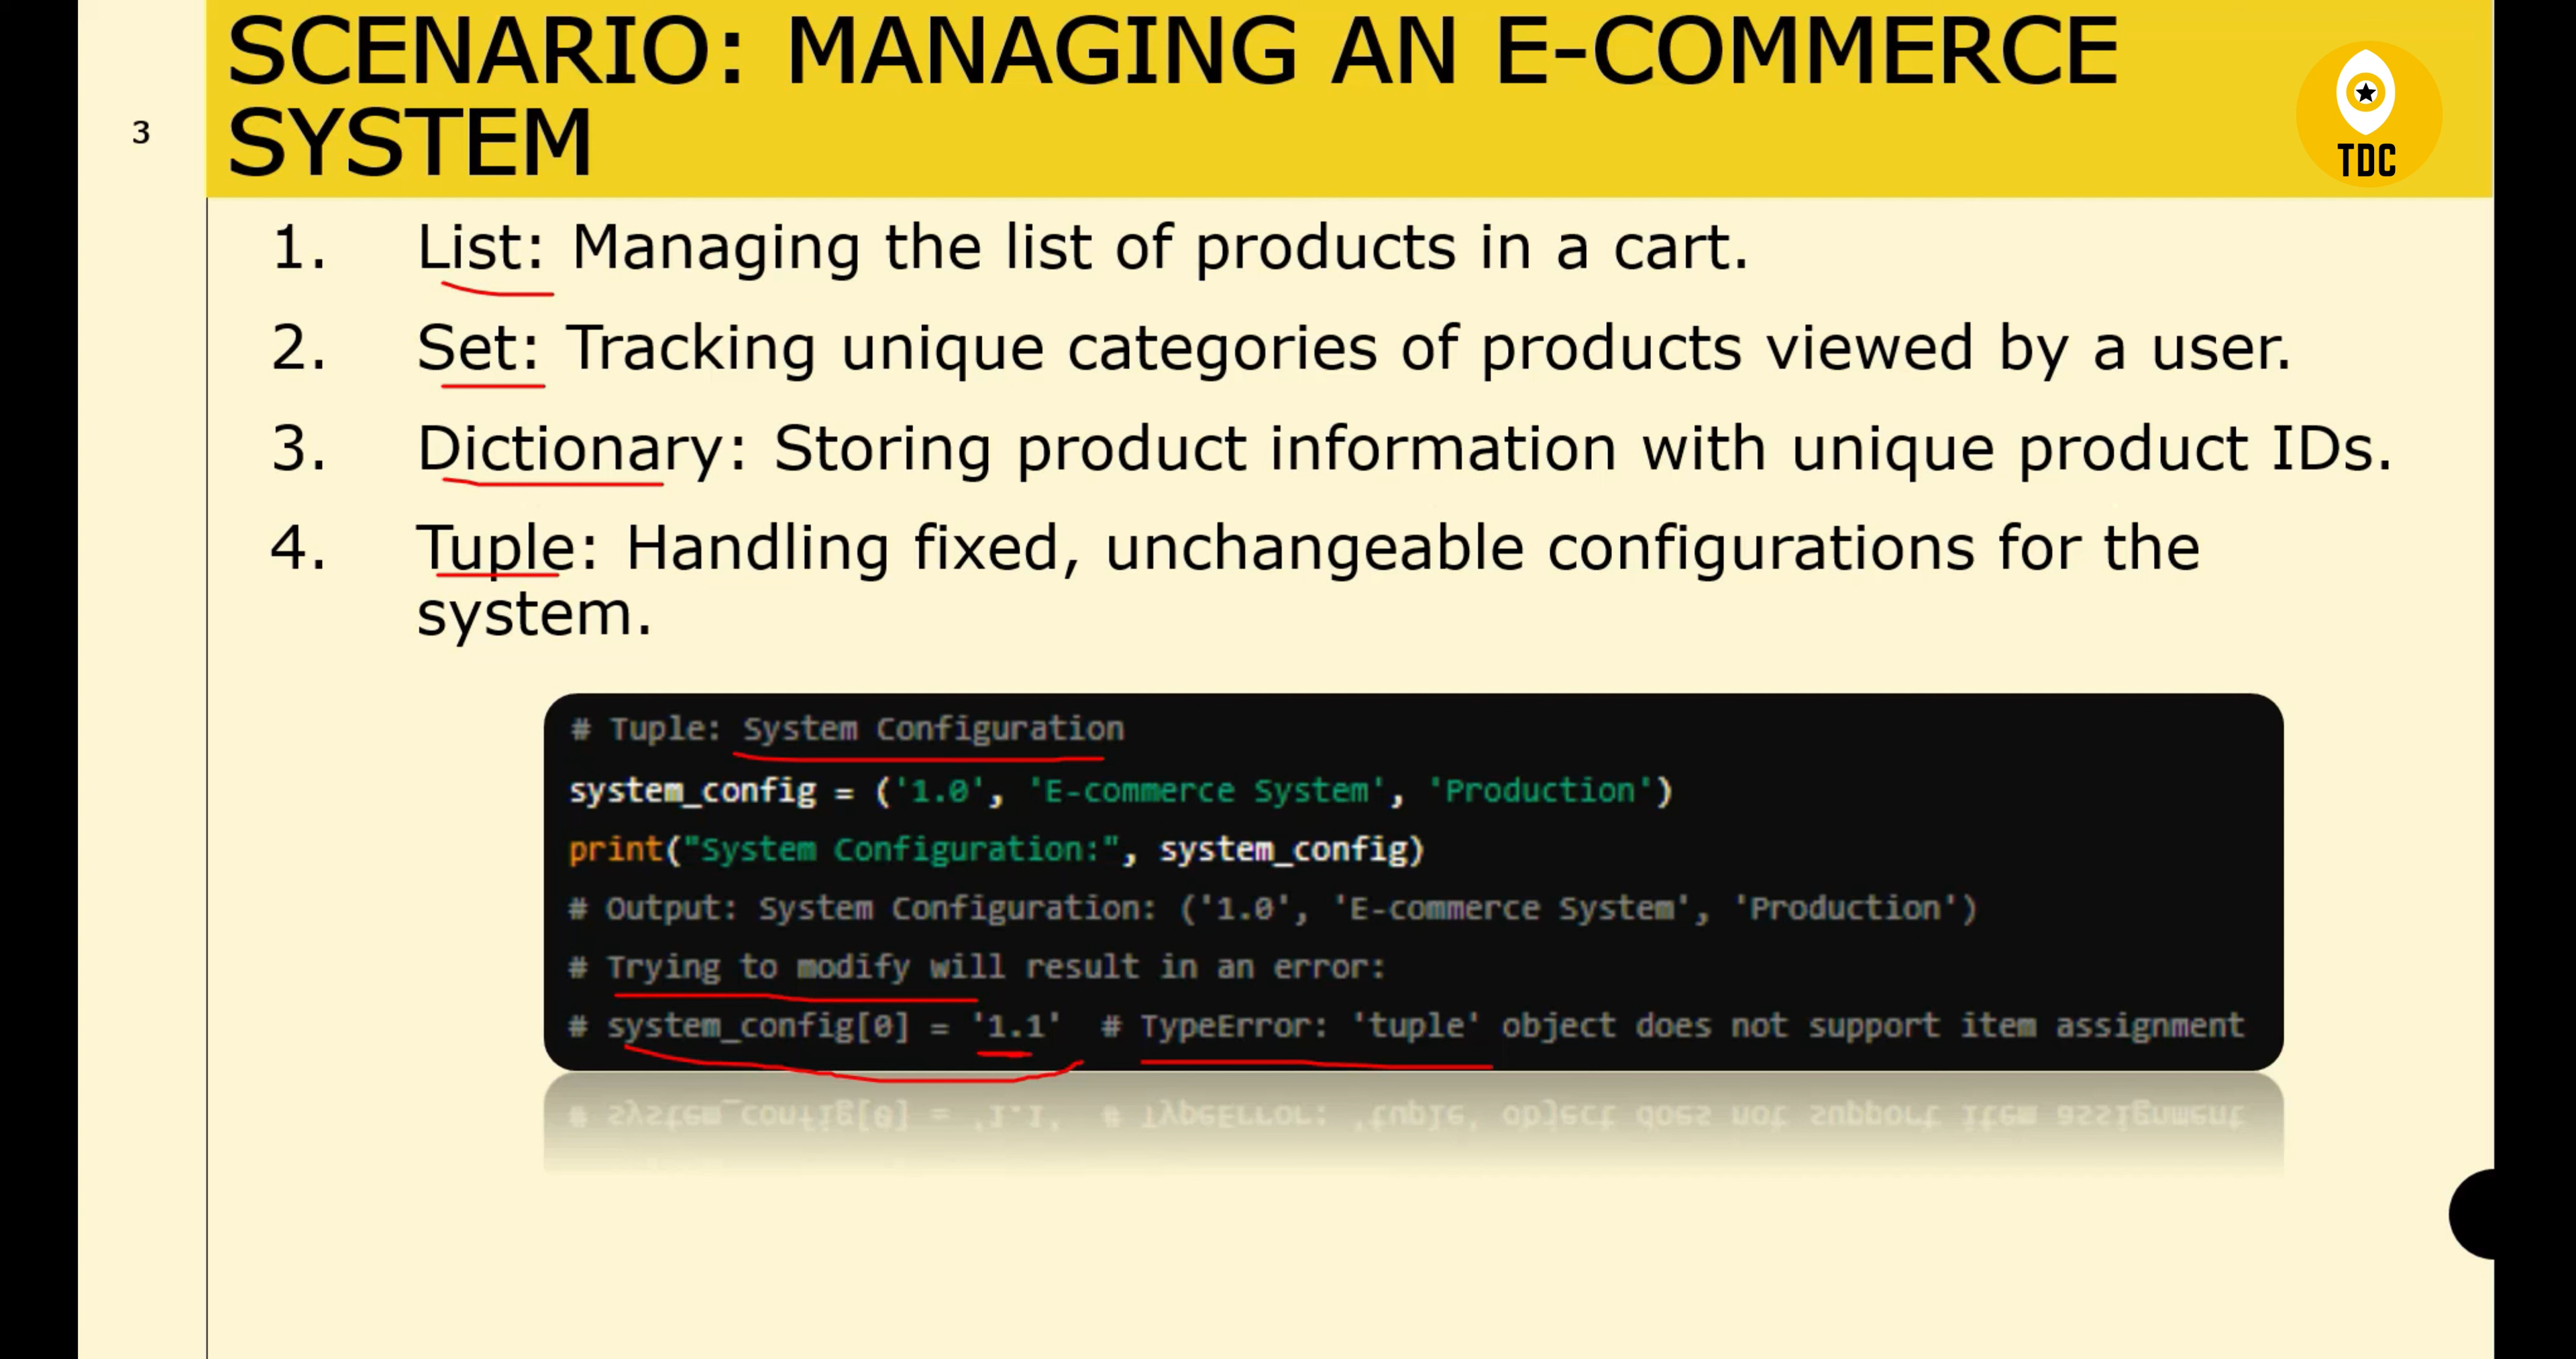 SCENARIO: MANAGING AN E-COMMERCE
SYSTEM
3
TDC
1. List: Managing the list of products in a cart.
2. Set: Tracking unique categories of products viewed by a user.
3. Dictionary: Storing product information with unique product IDs.
4. Tuple: Handling fixed, unchangeable configurations for the
system.
# Tuple: System Configuration
system_config = ('1.0', 'E-commerce System', 'Production')
print("System Configuration:", system_config)
# Output: System Configuration: ('1.0', 'E-commerce System', 'Production')
# Trying to modify will result in an error:
# system_config[0] = '1.1' # TypeError: 'tuple' object does not support item assignment